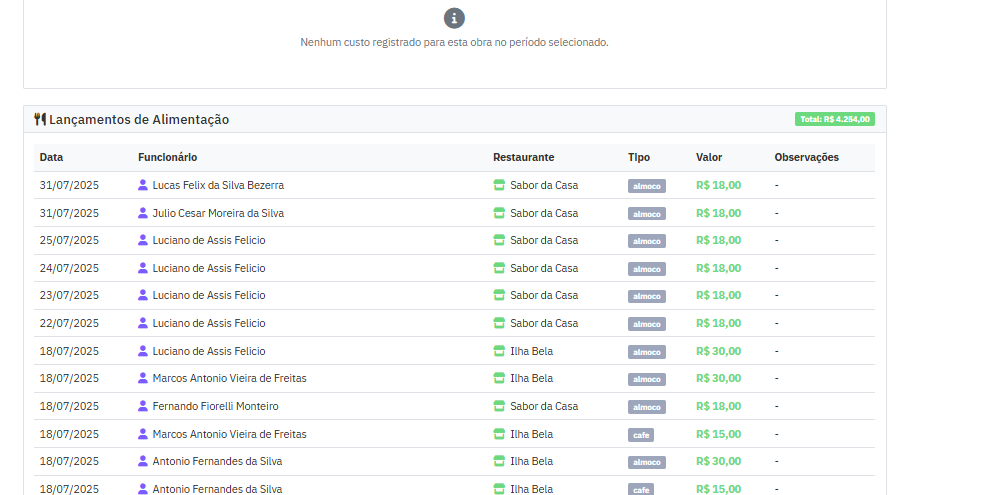 Nenhum custo registrado para esta obra no período selecionado.
Lançamentos de Alimentação Total: R$ 4.254,00
Data Funcionário Restaurante Tipo Valor Observações
31/07/2025 Lucas Felix da Silva Bezerra Sabor da Casa almoco R$ 18,00 -
31/07/2025 Julio Cesar Moreira da Silva Sabor da Casa almoco R$ 18,00 -
25/07/2025 Luciano de Assis Felicio Sabor da Casa almoco R$ 18,00 -
24/07/2025 Luciano de Assis Felicio Sabor da Casa almoco R$ 18,00 -
23/07/2025 Luciano de Assis Felicio Sabor da Casa almoco R$ 18,00 -
22/07/2025 Luciano de Assis Felicio Sabor da Casa almoco R$ 18,00 -
18/07/2025 Luciano de Assis Felicio Ilha Bela almoco R$ 30,00 -
18/07/2025 Marcos Antonio Vieira de Freitas Ilha Bela almoco R$ 30,00 -
18/07/2025 Fernando Fiorelli Monteiro Sabor da Casa almoco R$ 18,00 -
18/07/2025 Marcos Antonio Vieira de Freitas Ilha Bela cafe R$ 15,00 -
18/07/2025 Antonio Fernandes da Silva Ilha Bela almoco R$ 30,00 -
18/07/2025 Antonio Fernandes da Silva Ilha Bela cafe R$ 15,00 -